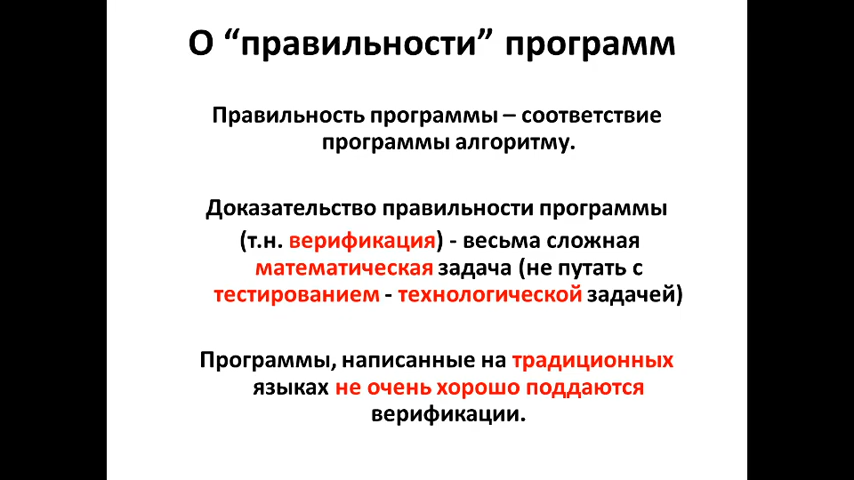 О “правильности” программ
Правильность программы – соответствие
программы алгоритму.
Доказательство правильности программы
(т.н. верификация) - весьма сложная
математическая задача (не путать с
тестированием - технологической задачей)
Программы, написанные на традиционных
языках не очень хорошо поддаются
верификации.